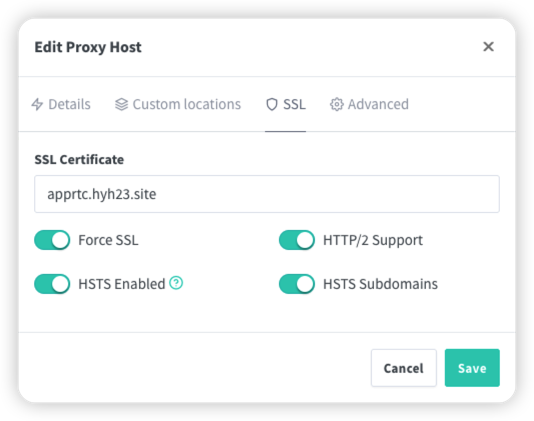 Edit Proxy Host
Details Custom locations SSL Advanced
SSL Certificate
apprtc.hyh23.site
Force SSL HTTP/2 Support
HSTS Enabled HSTS Subdomains
Cancel Save